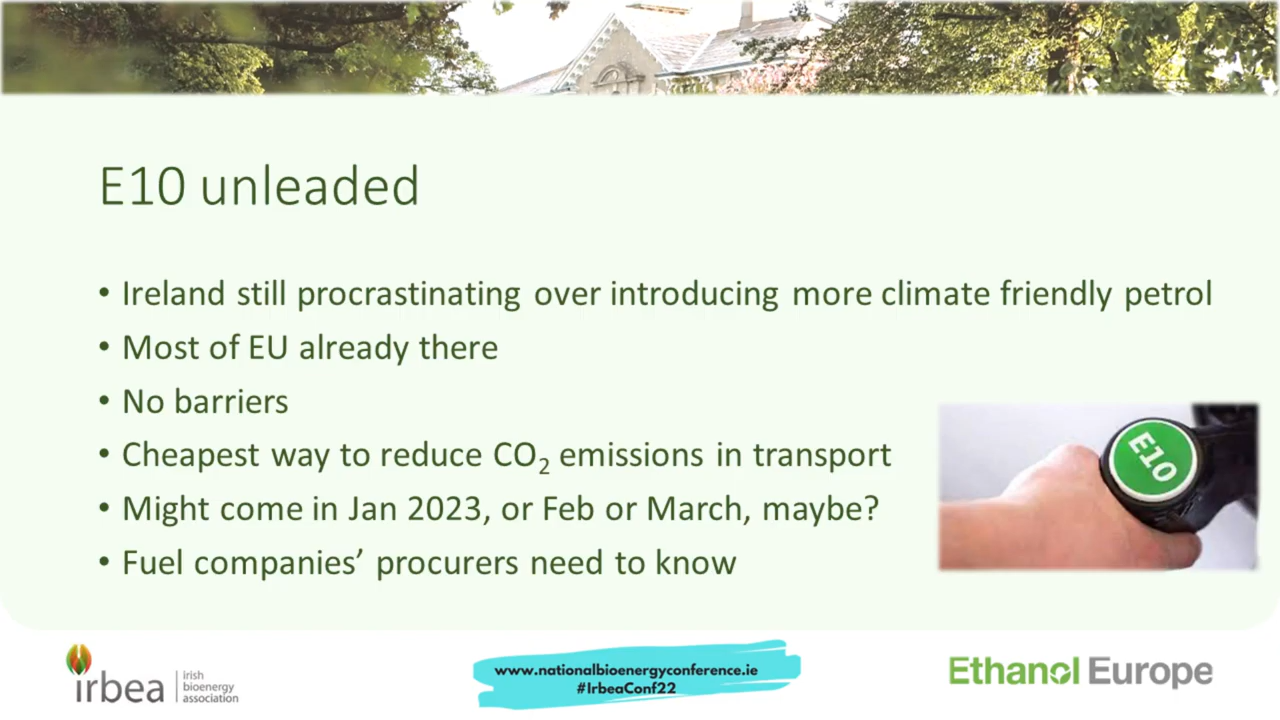 E10 unleaded
• Ireland still procrastinating over introducing more climate friendly petrol
• Most of EU already there
• No barriers
• Cheapest way to reduce CO₂ emissions in transport
• Might come in Jan 2023, or Feb or March, maybe?
• Fuel companies’ procurers need to know
E10
irbea
irish
bioenergy
association
www.nationalbioenergyconference.ie
#IrbeaConf22
Ethanol Europe